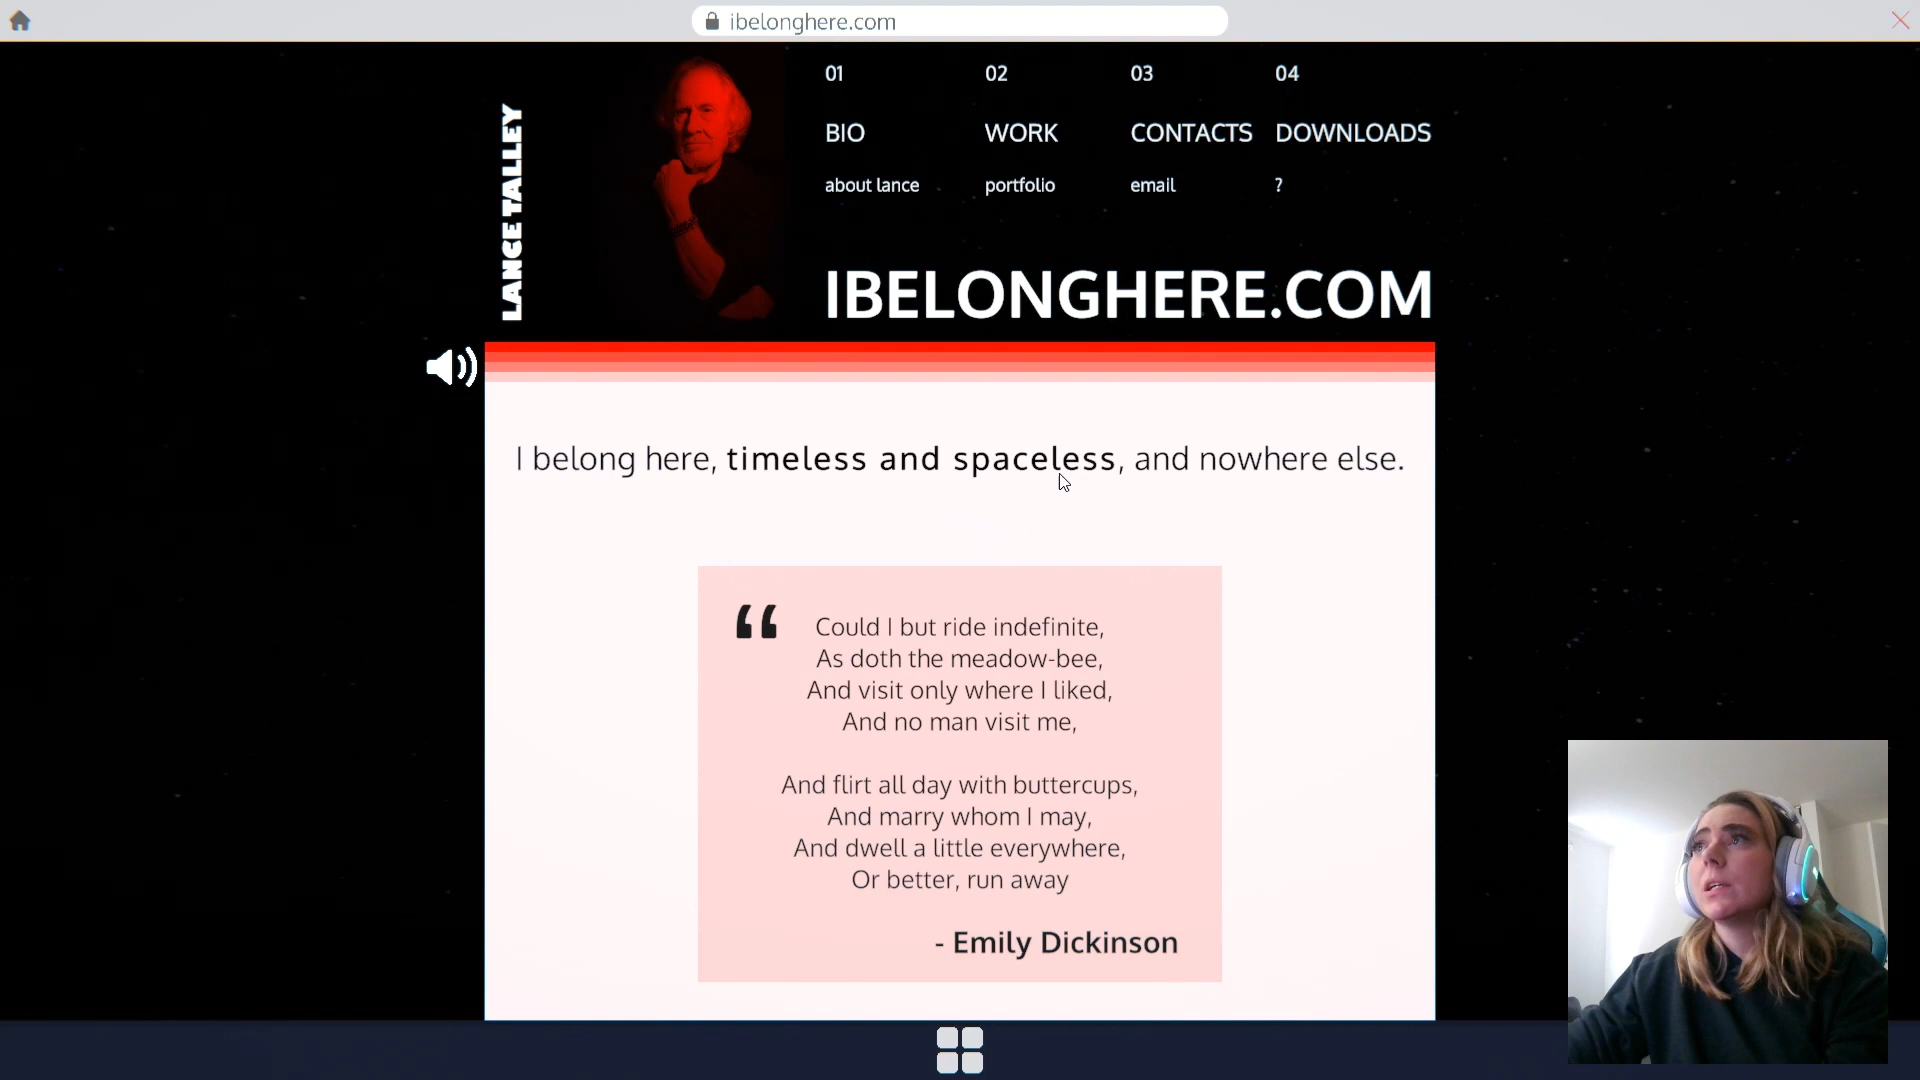 ibelonghere.com
LANCE TALLEY
01 02 03 04
BIO WORK CONTACTS DOWNLOADS
about lance portfolio email ?
IBELONGHERE.COM
I belong here, timeless and spaceless, and nowhere else.
“ Could I but ride indefinite,
As doth the meadow-bee,
And visit only where I liked,
And no man visit me,
And flirt all day with buttercups,
And marry whom I may,
And dwell a little everywhere,
Or better, run away
- Emily Dickinson